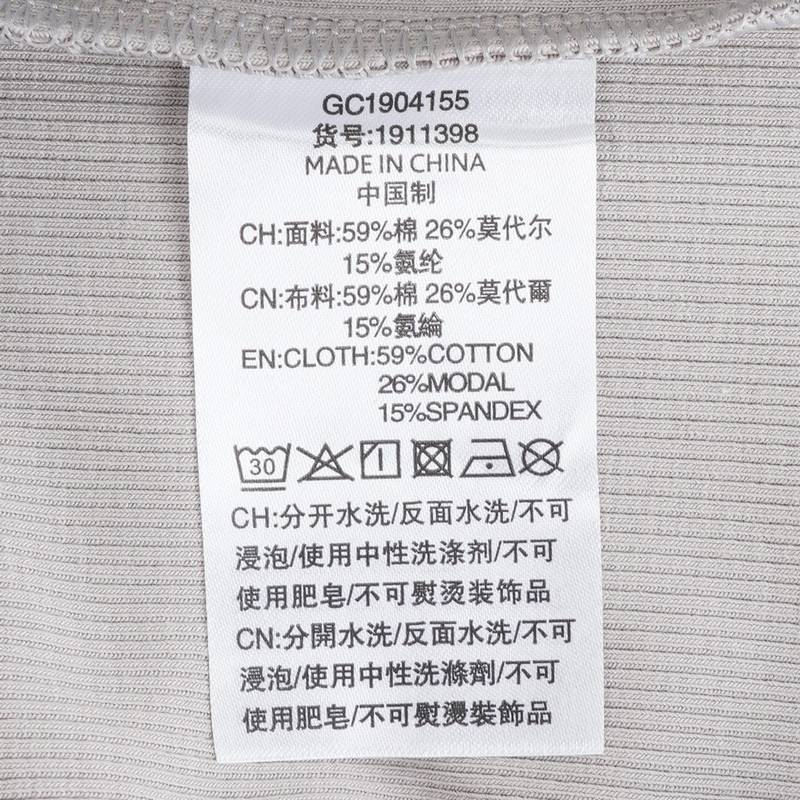 GC1904155
货号:1911398
MADE IN CHINA
中国制
CH:面料:59%棉 26%莫代尔
15%氨纶
CN:布料:59%棉 26%莫代爾
15%氨綸
EN:CLOTH:59%COTTON
26%MODAL
15%SPANDEX
30
CH:分开水洗/反面水洗/不可
浸泡/使用中性洗涤剂/不可
使用肥皂/不可熨烫装饰品
CN:分開水洗/反面水洗/不可
浸泡/使用中性洗滌劑/不可
使用肥皂/不可熨燙裝飾品